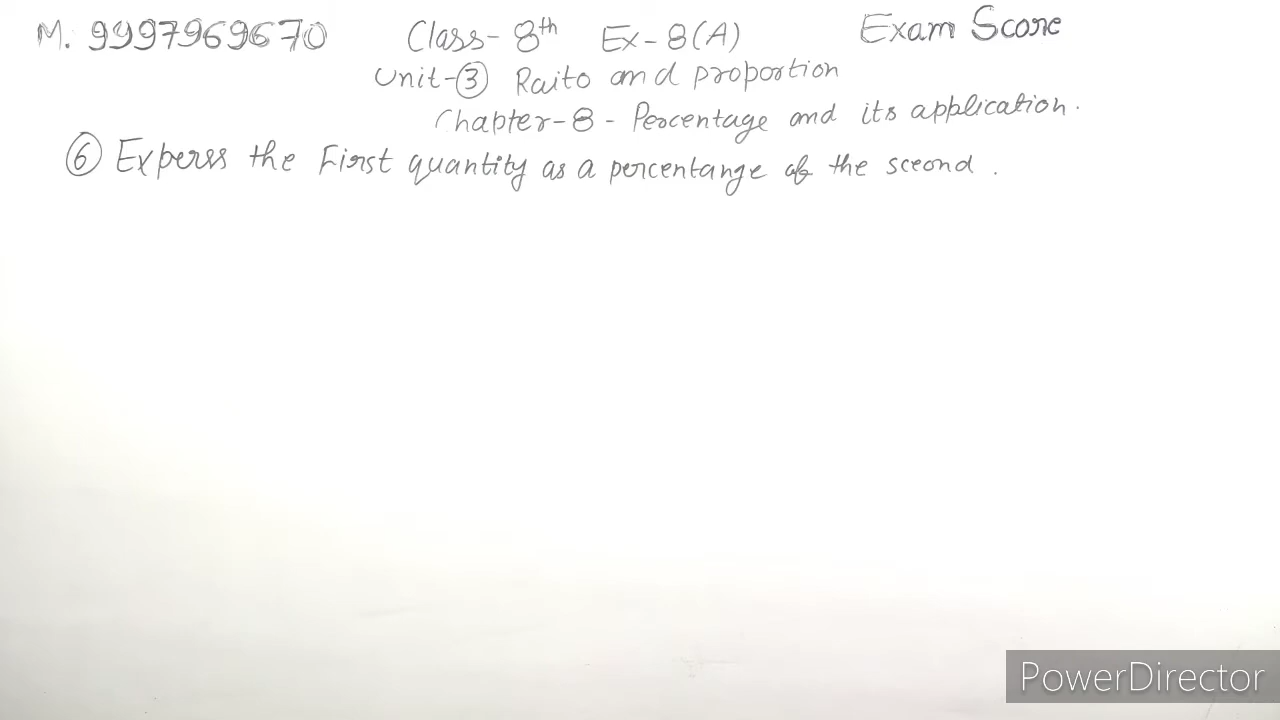 M. 9997969670 Class- 8th Ex- 8(A) Exam Score
Unit-③ Raito and proportion
Chapter-8 - Percentage and its application.
⑥ Experss the First quantity as a percentange of the sceond.
PowerDirector